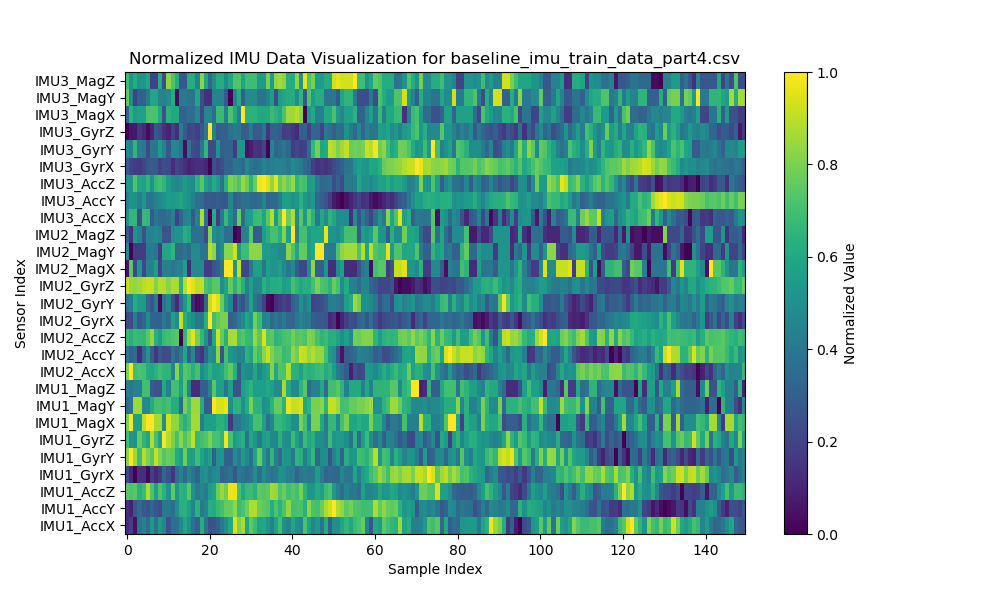 Normalized IMU Data Visualization for baseline_imu_train_data_part4.csv
IMU3_MagZ
IMU3_MagY
IMU3_MagX
IMU3_GyrZ
IMU3_GyrY
IMU3_GyrX
IMU3_AccZ
IMU3_AccY
IMU3_AccX
IMU2_MagZ
IMU2_MagY
IMU2_MagX
IMU2_GyrZ
IMU2_GyrY
IMU2_GyrX
IMU2_AccZ
IMU2_AccY
IMU2_AccX
IMU1_MagZ
IMU1_MagY
IMU1_MagX
IMU1_GyrZ
IMU1_GyrY
IMU1_GyrX
IMU1_AccZ
IMU1_AccY
IMU1_AccX
Sensor Index
0 20 40 60 80 100 120 140
Sample Index
1.0
0.8
0.6
0.4
0.2
0.0
Normalized Value